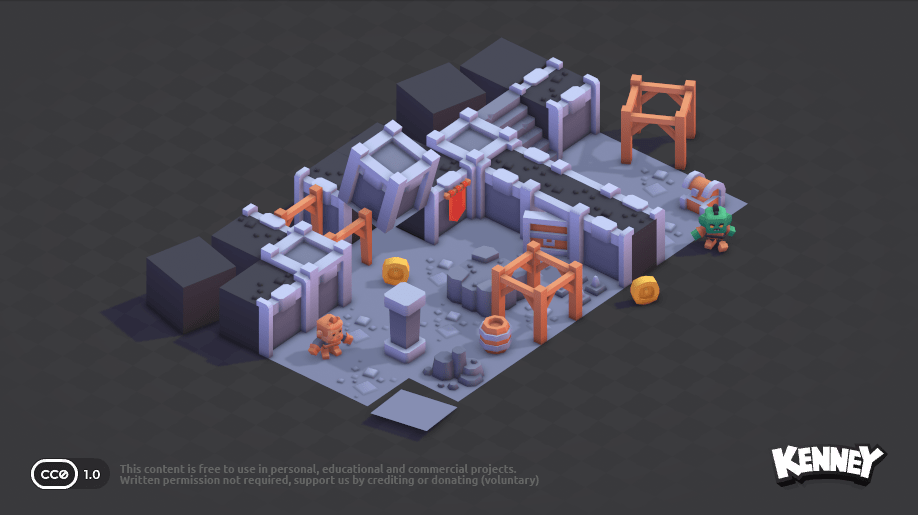 CC0 1.0
This content is free to use in personal, educational and commercial projects.
Written permission not required, support us by crediting or donating (voluntary)
KENNEY